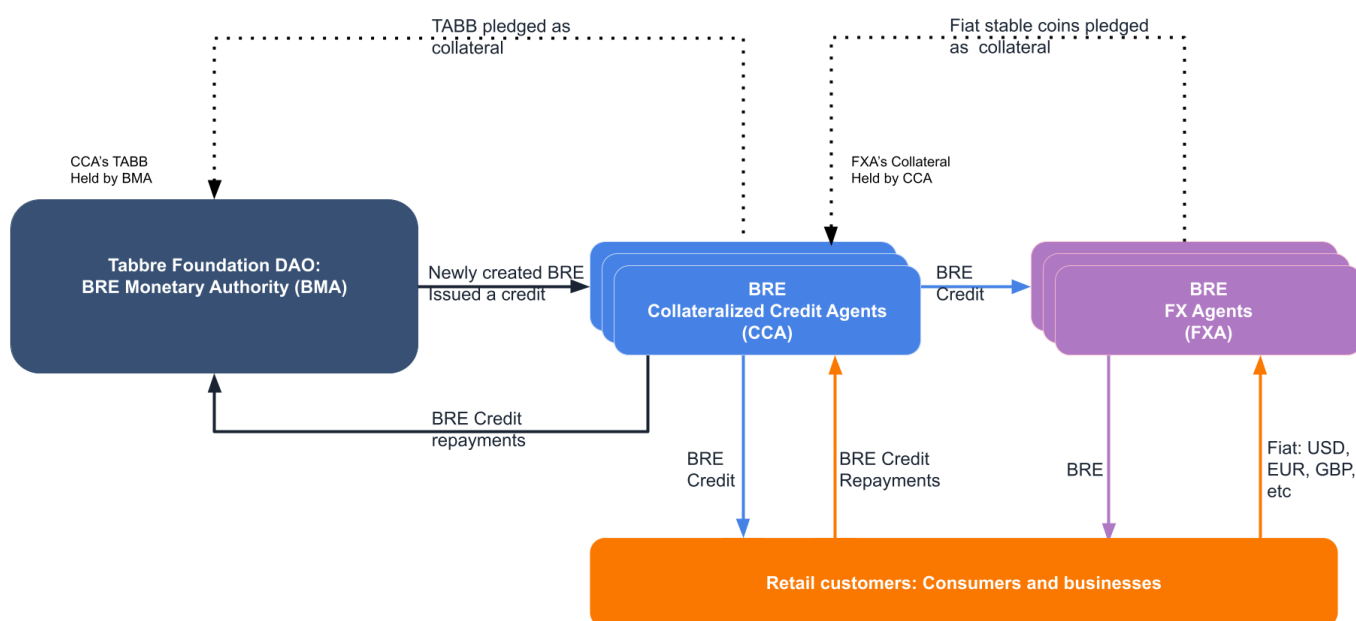 TABB pledged as
collateral
Fiat stable coins pledged
as collateral
CCA's TABB
Held by BMA
FXA's Collateral
Held by CCA
Tabbre Foundation DAO:
BRE Monetary Authority (BMA)
Newly created BRE
Issued a credit
BRE
Collateralized Credit Agents
(CCA)
BRE
Credit
BRE
FX Agents
(FXA)
BRE Credit
repayments
BRE
Credit
BRE Credit
Repayments
BRE
Fiat: USD,
EUR, GBP,
etc
Retail customers: Consumers and businesses